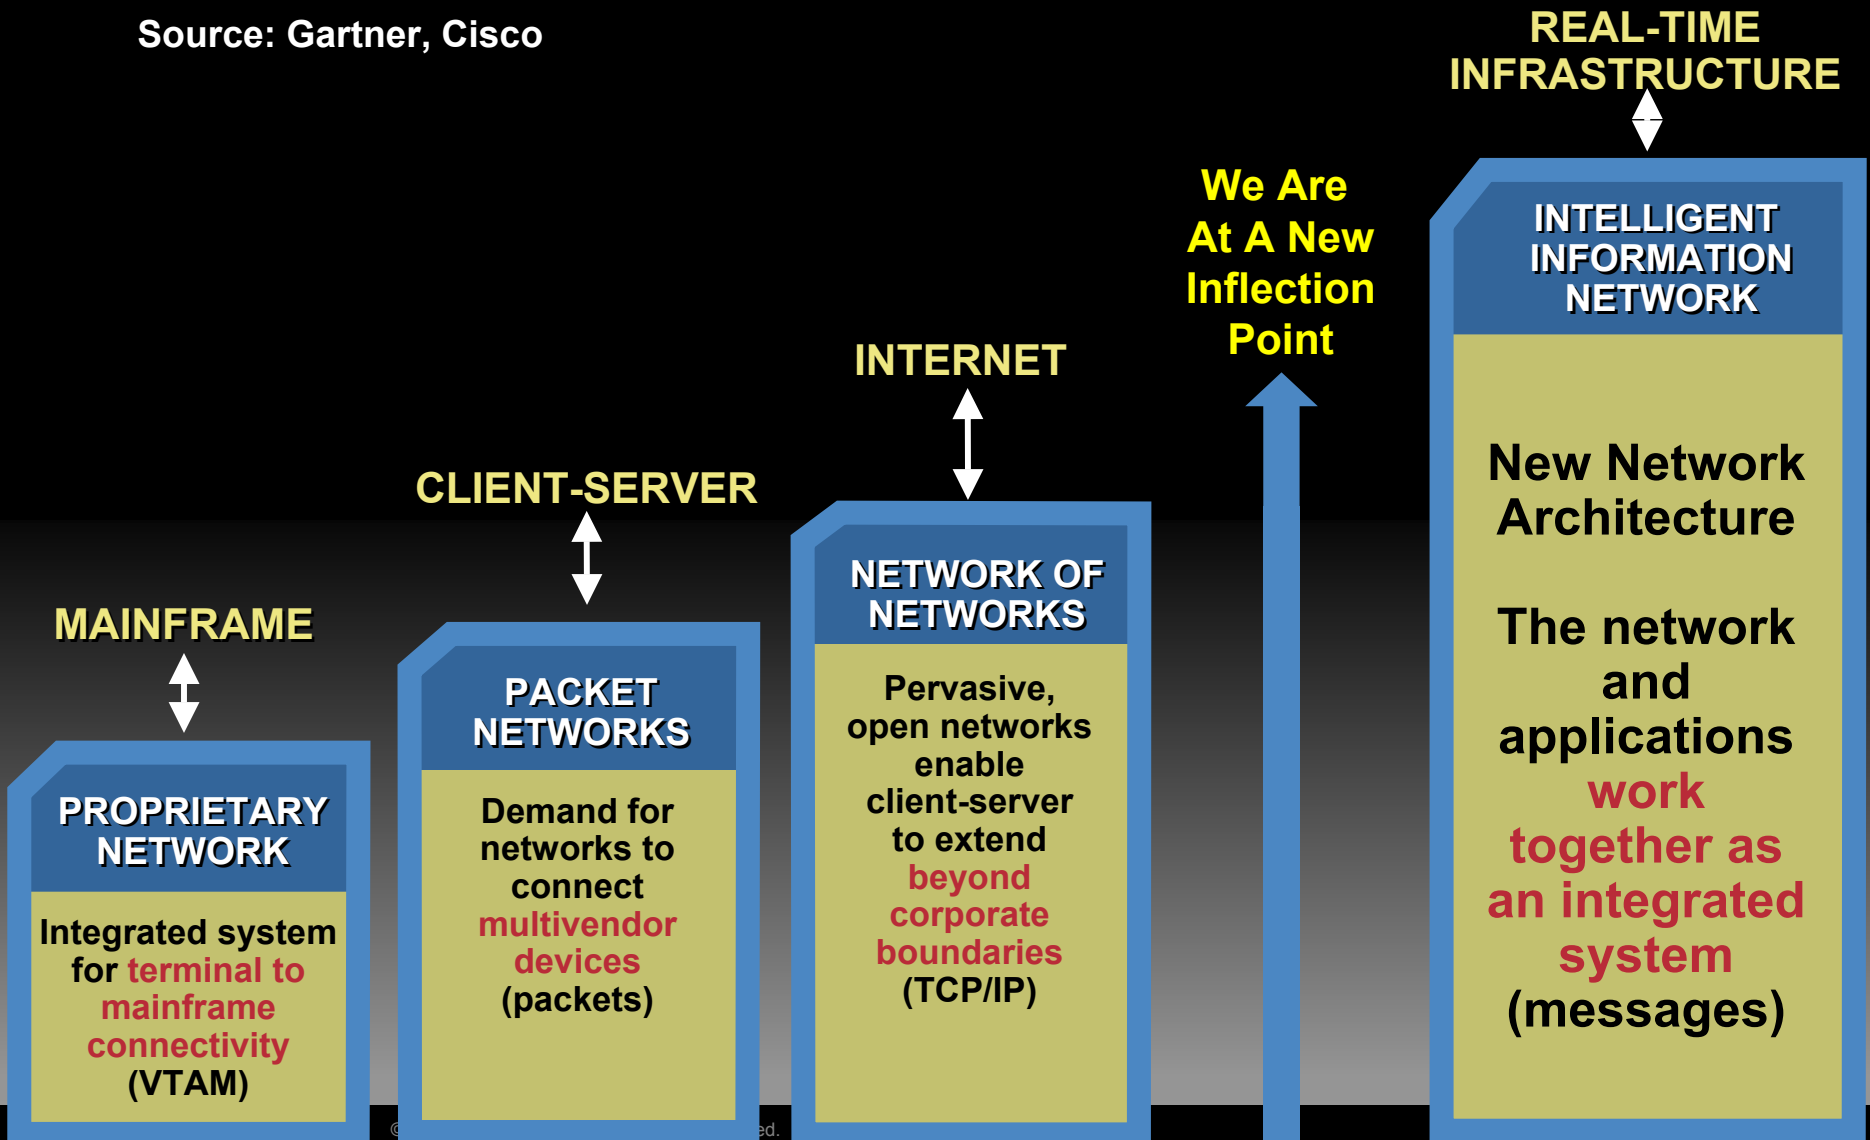 Source: Gartner, Cisco
MAINFRAME
PROPRIETARY
NETWORK
Integrated system
for terminal to
mainframe
connectivity
(VTAM)
CLIENT-SERVER
PACKET
NETWORKS
Demand for
networks to
connect
multivendor
devices
(packets)
INTERNET
NETWORK OF
NETWORKS
Pervasive,
open networks
enable
client-server
to extend
beyond
corporate
boundaries
(TCP/IP)
We Are
At A New
Inflection
Point
REAL-TIME
INFRASTRUCTURE
INTELLIGENT
INFORMATION
NETWORK
New Network
Architecture
The network
and
applications
work
together as
an integrated
system
(messages)